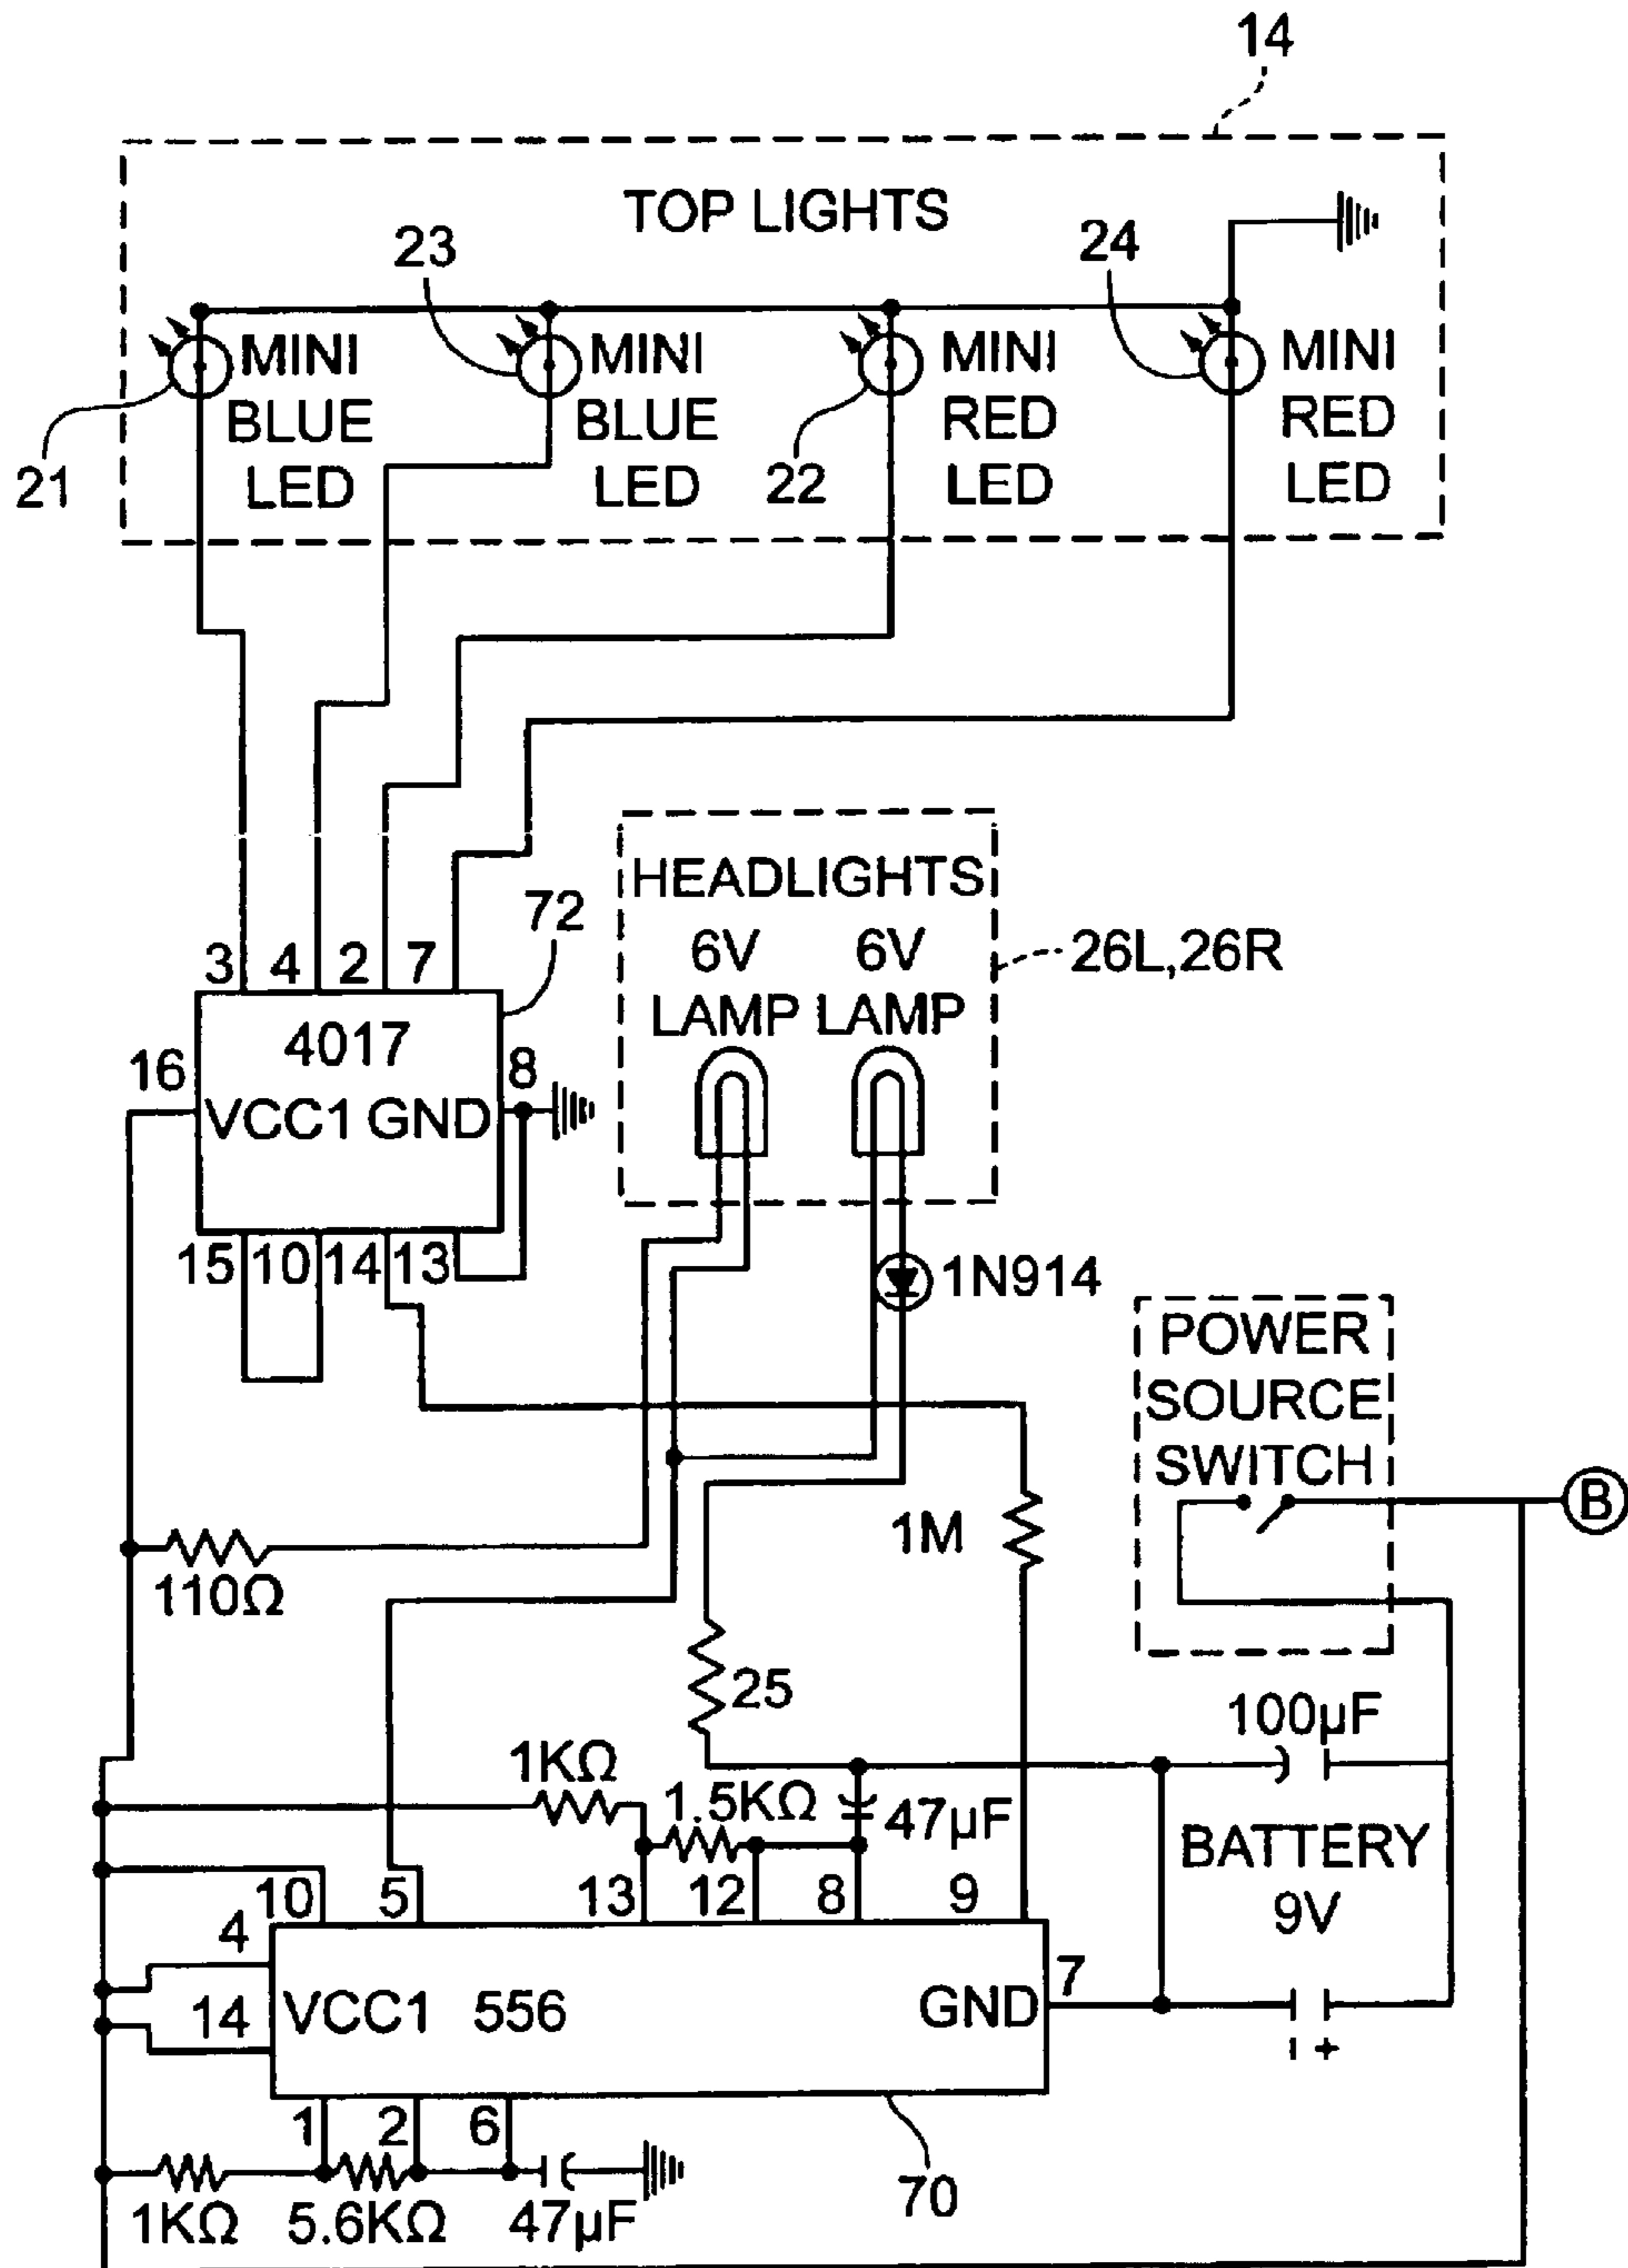 14
TOP LIGHTS
23
24
MINI BLUE LED
MINI BLUE LED
MINI RED LED
MINI RED LED
21
22
HEADLIGHTS
6V LAMP
6V LAMP
26L,26R
72
3 4 2 7
4017
16
8
VCC1 GND
15 10 14 13
1N914
POWER SOURCE SWITCH
B
1M
110Ω
25
100μF
1KΩ
1.5KΩ
47μF
BATTERY 9V
10 5 13 12 8 9
4
14
VCC1 556 GND
7
- +
1 2 6
70
1KΩ 5.6KΩ 47μF